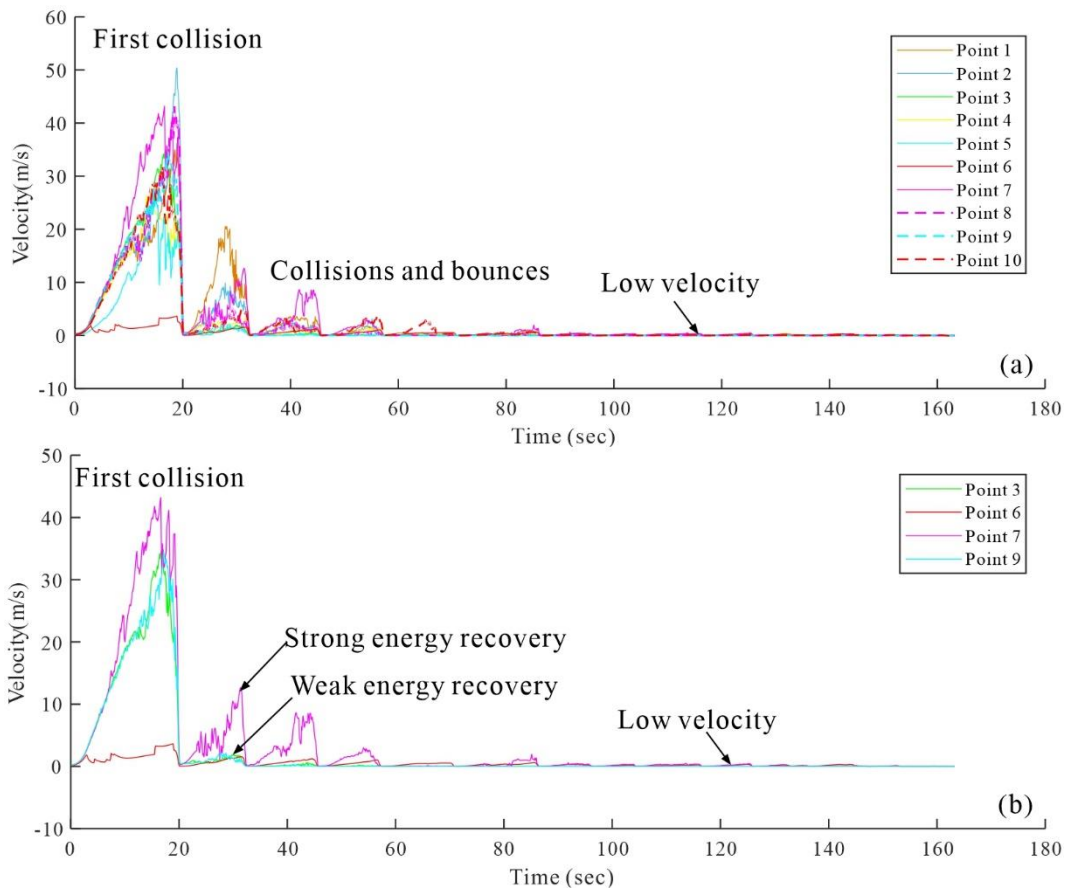 First collision
60
50
40
30
20
10
0
-10
Velocity(m/s)
Collisions and bounces
Low velocity
Point 1
Point 2
Point 3
Point 4
Point 5
Point 6
Point 7
Point 8
Point 9
Point 10
(a)
0 20 40 60 80 100 120 140 160 180
Time (sec)
First collision
50
40
30
20
10
0
-10
Velocity(m/s)
Strong energy recovery
Weak energy recovery
Low velocity
Point 3
Point 6
Point 7
Point 9
(b)
0 20 40 60 80 100 120 140 160 180
Time (sec)